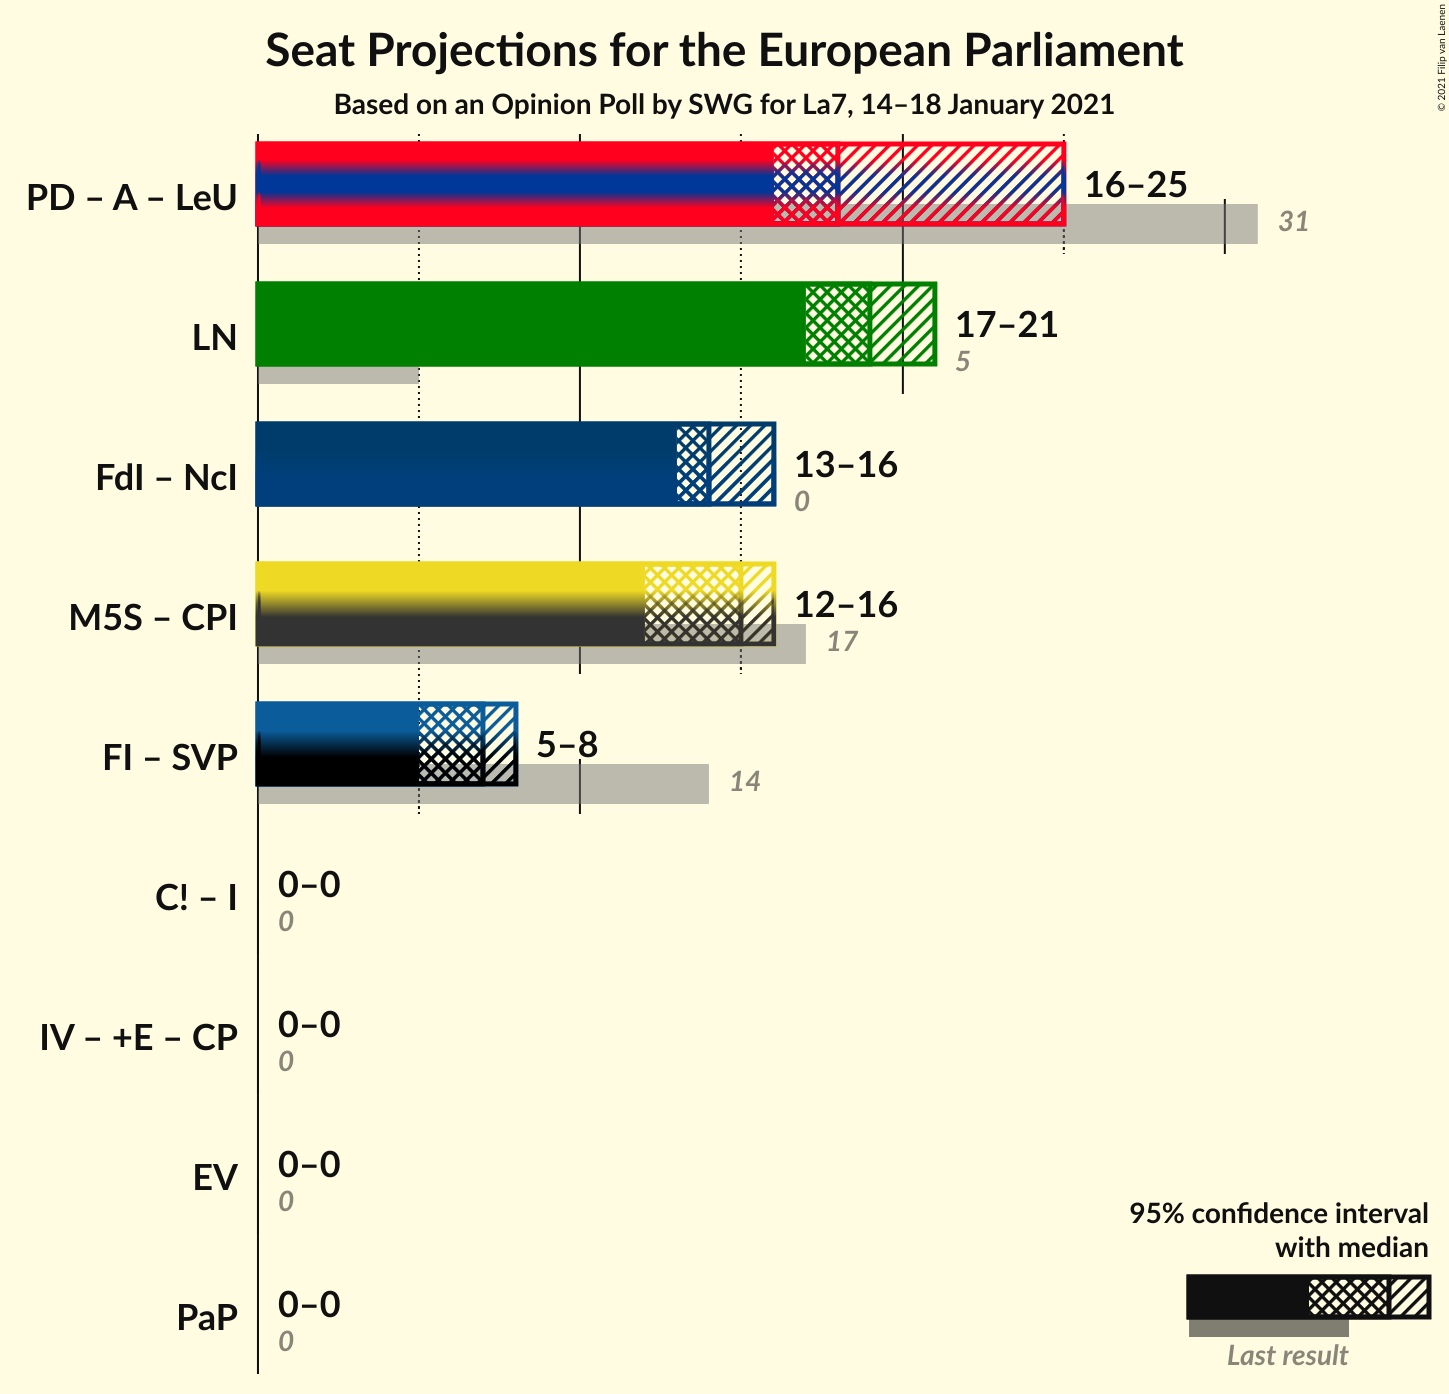 Seat Projections for the European Parliament
Based on an Opinion Poll by SWG for La7, 14–18 January 2021
© 2021 Filip van Laenen
PD – A – LeU
16–25
31
LN
17–21
5
FdI – NcI
13–16
0
M5S – CPI
12–16
17
FI – SVP
5–8
14
C! – I
0–0
0
IV – +E – CP
0–0
0
EV
0–0
0
PaP
0–0
0
95% confidence interval
with median
Last result